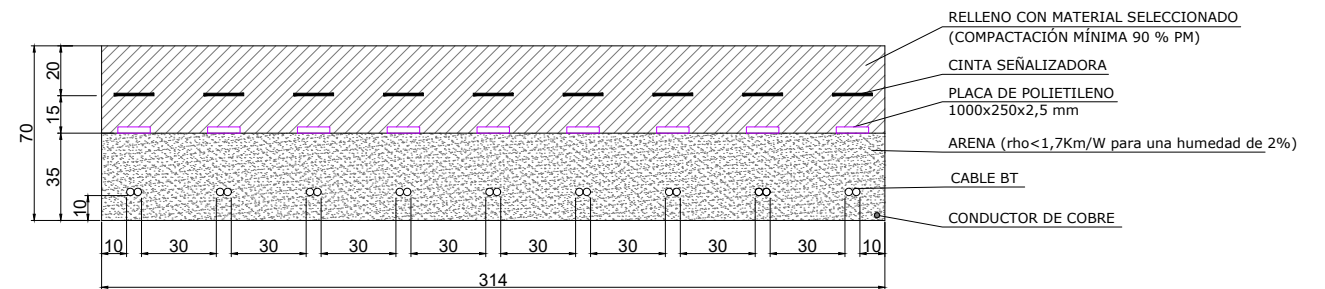 RELLENO CON MATERIAL SELECCIONADO
(COMPACTACIÓN MÍNIMA 90 % PM)
CINTA SEÑALIZADORA
PLACA DE POLIETILENO
1000x250x2,5 mm
ARENA (rho<1,7Km/W para una humedad de 2%)
CABLE BT
CONDUCTOR DE COBRE
70
20
15
35
10
10 30 30 30 30 30 30 30 30 10
314